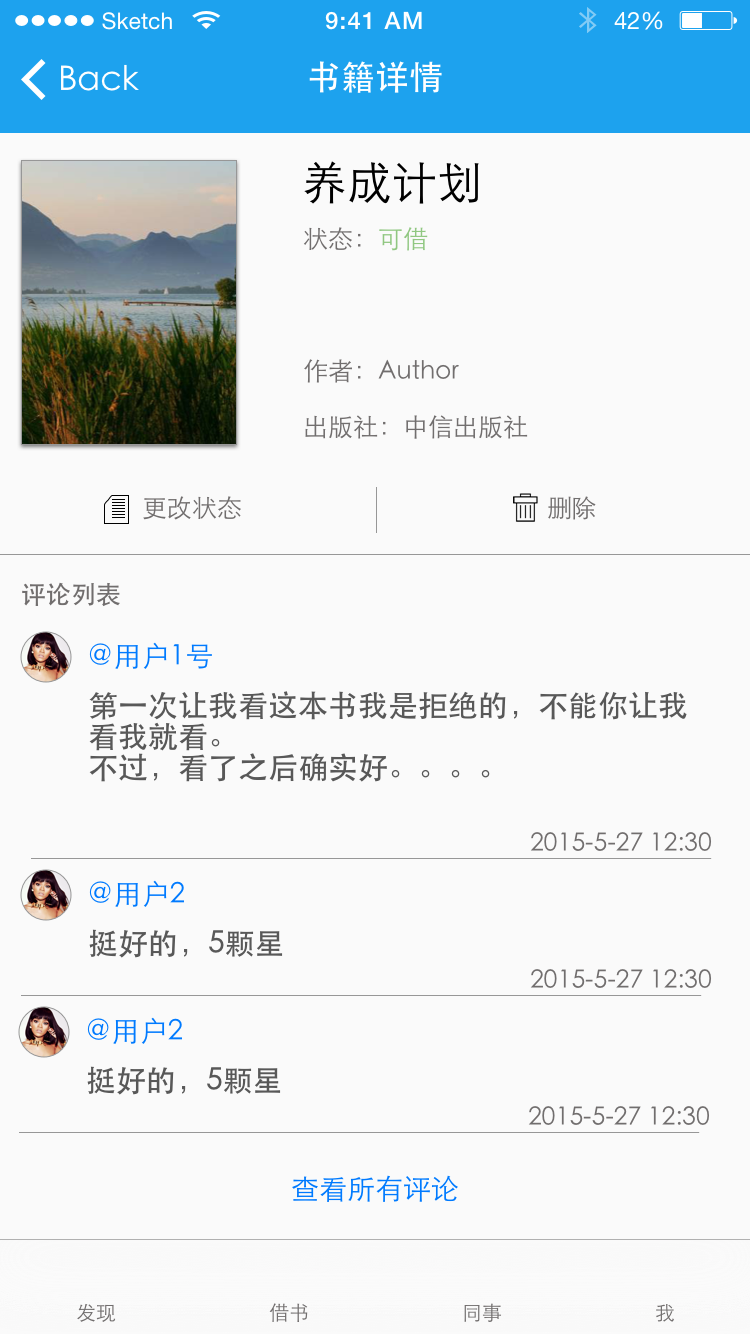 Sketch 9:41 AM 42%
Back 书籍详情
养成计划
状态：可借
作者：Author
出版社：中信出版社
更改状态 删除
评论列表
@用户1号
第一次让我看这本书我是拒绝的，不能你让我
看我就看。
不过，看了之后确实好。。。。
2015-5-27 12:30
@用户2
挺好的，5颗星
2015-5-27 12:30
@用户2
挺好的，5颗星
2015-5-27 12:30
查看所有评论
发现 借书 同事 我